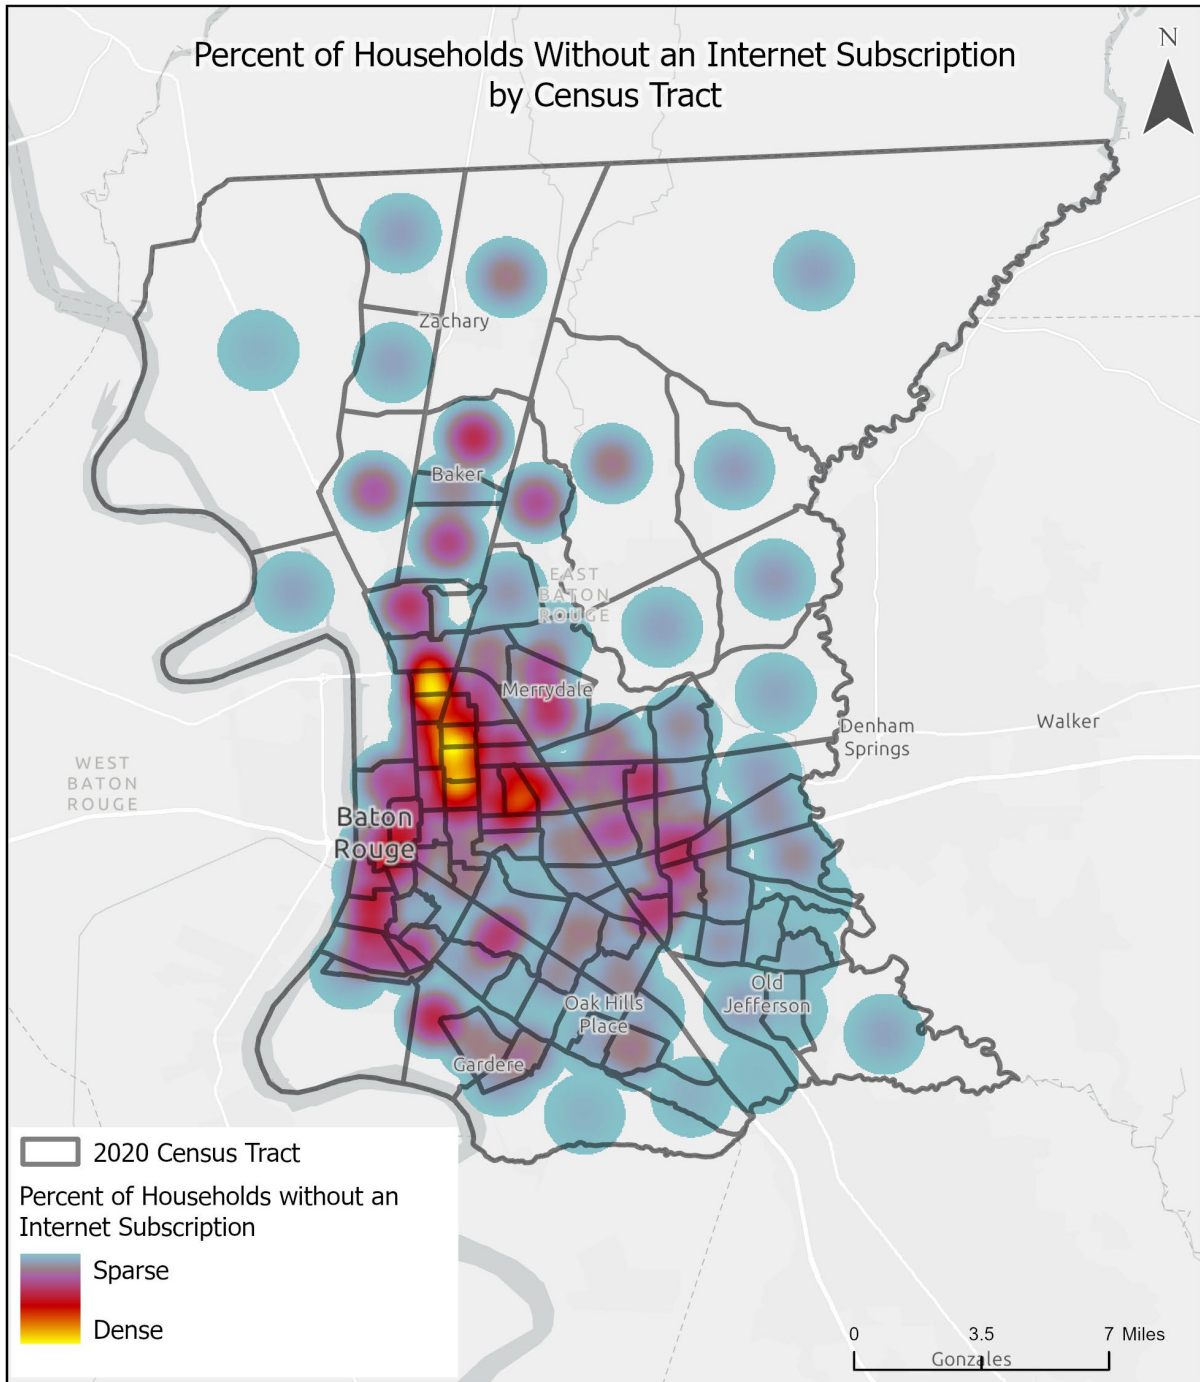 Percent of Households Without an Internet Subscription
by Census Tract
N
Zachary
Baker
EAST
BATON
ROUGE
Merrydale
Denham
Springs
Walker
WEST
BATON
ROUGE
Baton
Rouge
Oak Hills
Place
Old
Jefferson
Gardere
2020 Census Tract
Percent of Households without an
Internet Subscription
Sparse
Dense
0 3.5 7 Miles
Gonzales